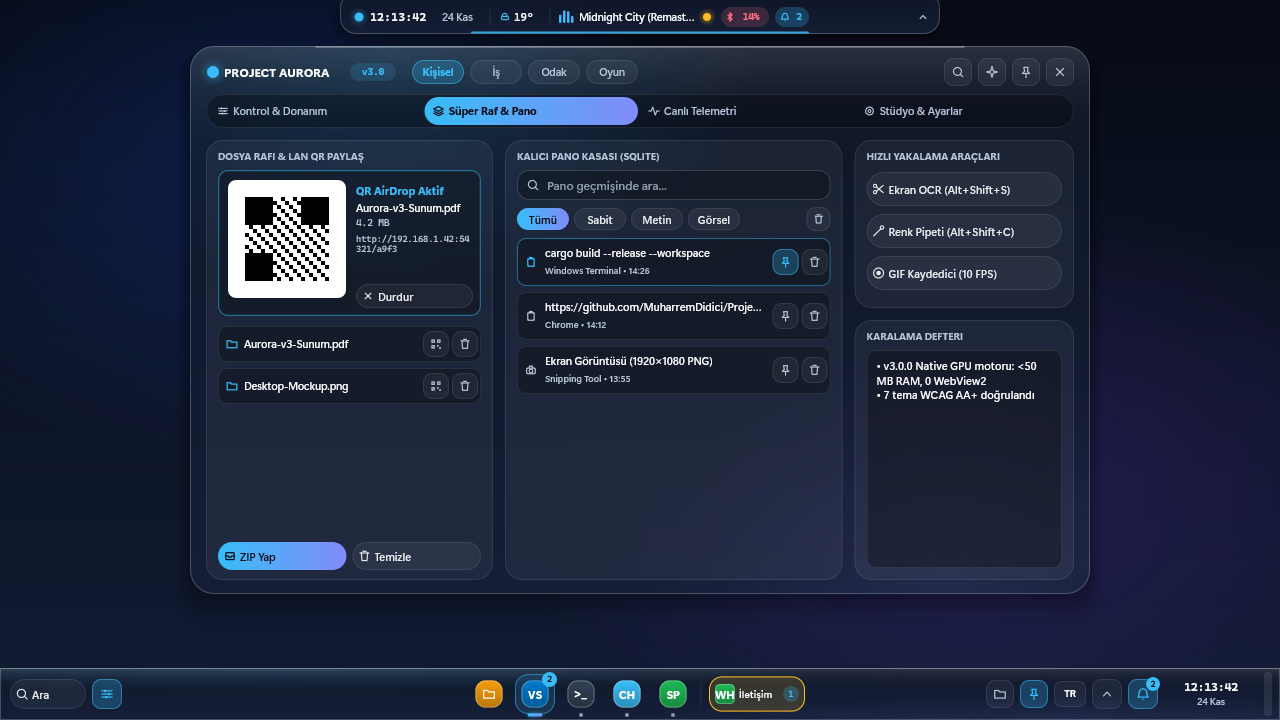 12:13:42 24 Kas 19° Midnight City (Remast... 14% 2
PROJECT AURORA v3.0 Kişisel İş Odak Oyun
Kontrol & Donanım Süper Raf & Pano Canlı Telemetri Stüdyo & Ayarlar
DOSYA RAFI & LAN QR PAYLAŞ
QR AirDrop Aktif
Aurora-v3-Sunum.pdf
4.2 MB
http://192.168.1.42:54
321/a9f3
Durdur
Aurora-v3-Sunum.pdf
Desktop-Mockup.png
ZIP Yap Temizle
KALICI PANO KASASI (SQLITE)
Pano geçmişinde ara...
Tümü Sabit Metin Görsel
cargo build --release --workspace
Windows Terminal • 14:26
https://github.com/MuharremDidici/Proje...
Chrome • 14:12
Ekran Görüntüsü (1920×1080 PNG)
Snipping Tool • 13:55
HIZLI YAKALAMA ARAÇLARI
Ekran OCR (Alt+Shift+S)
Renk Pipeti (Alt+Shift+C)
GIF Kaydedici (10 FPS)
KARALAMA DEFTERI
• v3.0.0 Native GPU motoru: <50
MB RAM, 0 WebView2
• 7 tema WCAG AA+ doğrulandı
Ara VS 2 >_ CH SP WH İletişim 1 TR 2 12:13:42
24 Kas